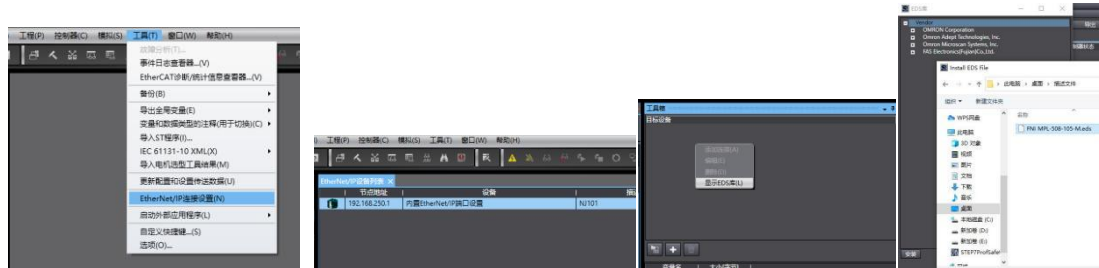 工程(P) 控制器(C) 模拟(S) 工具(T) 窗口(W) 帮助(H)
故障分析(T)...
事件日志查看器...(V)
EtherCAT诊断/统计信息查看器...(V)
备份(B)
导出全局变量(E)
变量和数据类型的注释(用于切换)(C)
导入ST程序(I)...
IEC 61131-10 XML(X)
导入电机选型工具结果(M)
更新配置和设置传送数据(U)
EtherNet/IP连接设置(N)
启动外部应用程序(L)
自定义快捷键...(S)
选项(O)...
工程(P) 控制器(C) 模拟(S) 工具(T) 窗口(W) 帮助(H)
EtherNet/IP设备列表
节点地址 设备
192.168.250.1 内置EtherNet/IP端口设置 NJ101
工具箱
目标设备
显示EDS库(L)
EDS库
Vendor
OMRON Corporation
Omron Adept Technologies, Inc.
Omron Microscan Systems, Inc.
FAS Electronics(Fujian)Co.,Ltd.
导出
Install EDS File
此电脑 桌面 描述文件
组织 新建文件夹
名称
WPS网盘
FNI MPL-508-105-M.eds
此电脑
3D 对象
视频
图片
文档
下载
音乐
桌面
本地磁盘 (C:)
新加卷 (D:)
新加卷 (E:)
安装